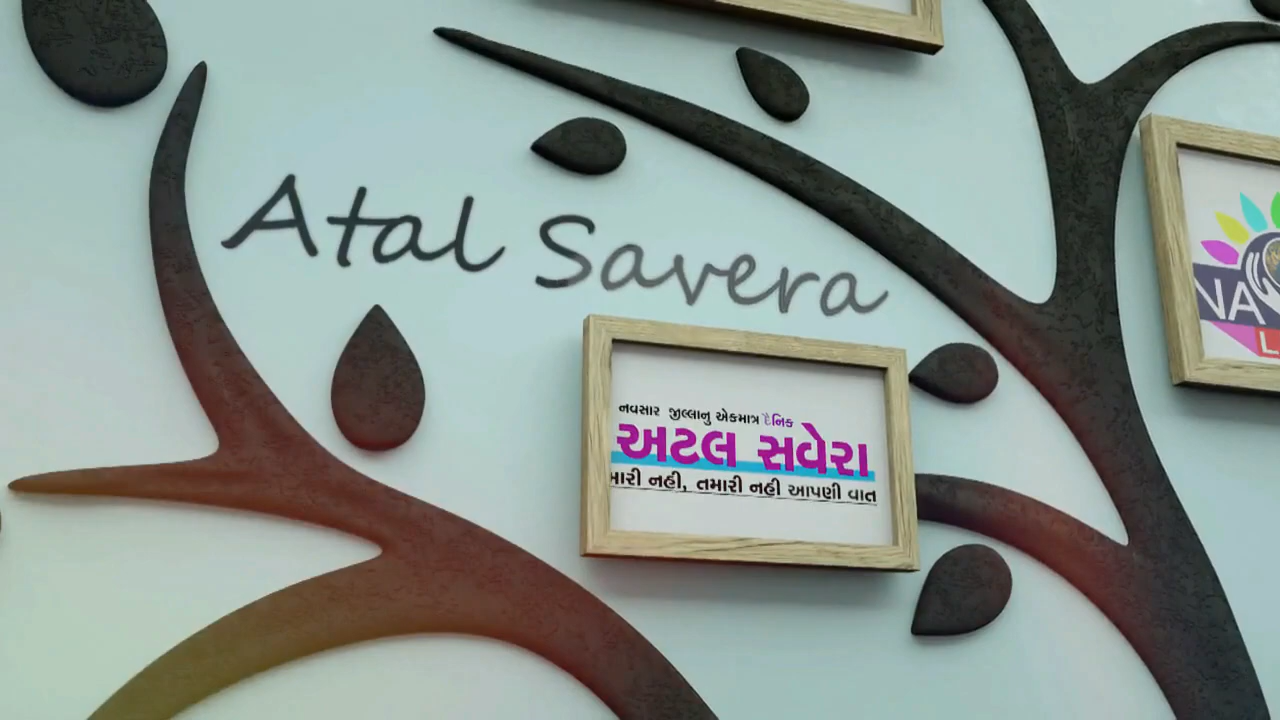 Atal Savera
નવસાર જીલ્લાનુ એકમાત્ર દૈનિક
અટલ સવેરા
મારી નહી, તમારી નહી આપણી વાત